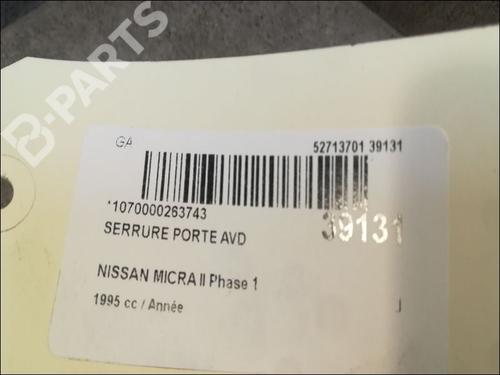 B-PARTS
GA
52713701 39131
*1070000263743
SERRURE PORTE AVD
39131
NISSAN MICRA II Phase 1
1995 cc / Année